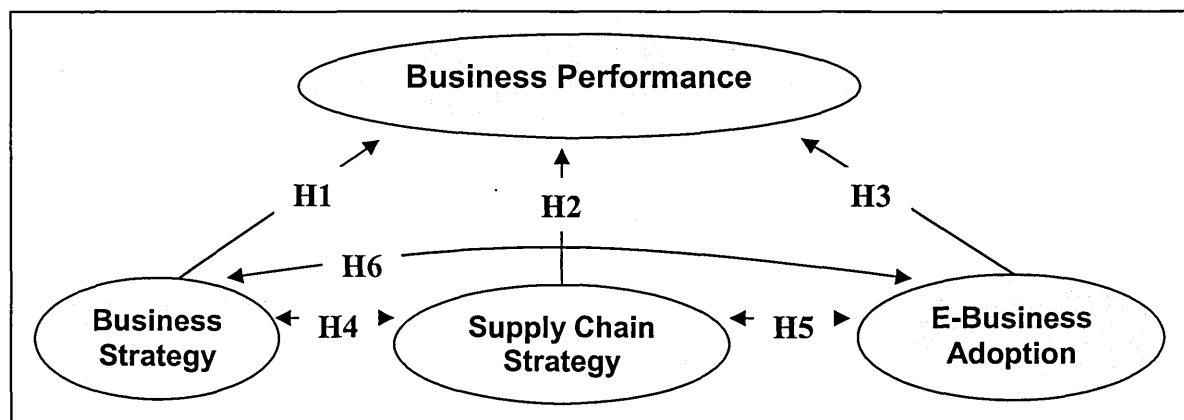 Business Performance
H1
H2
H3
H6
Business
Strategy
H4
Supply Chain
Strategy
H5
E-Business
Adoption